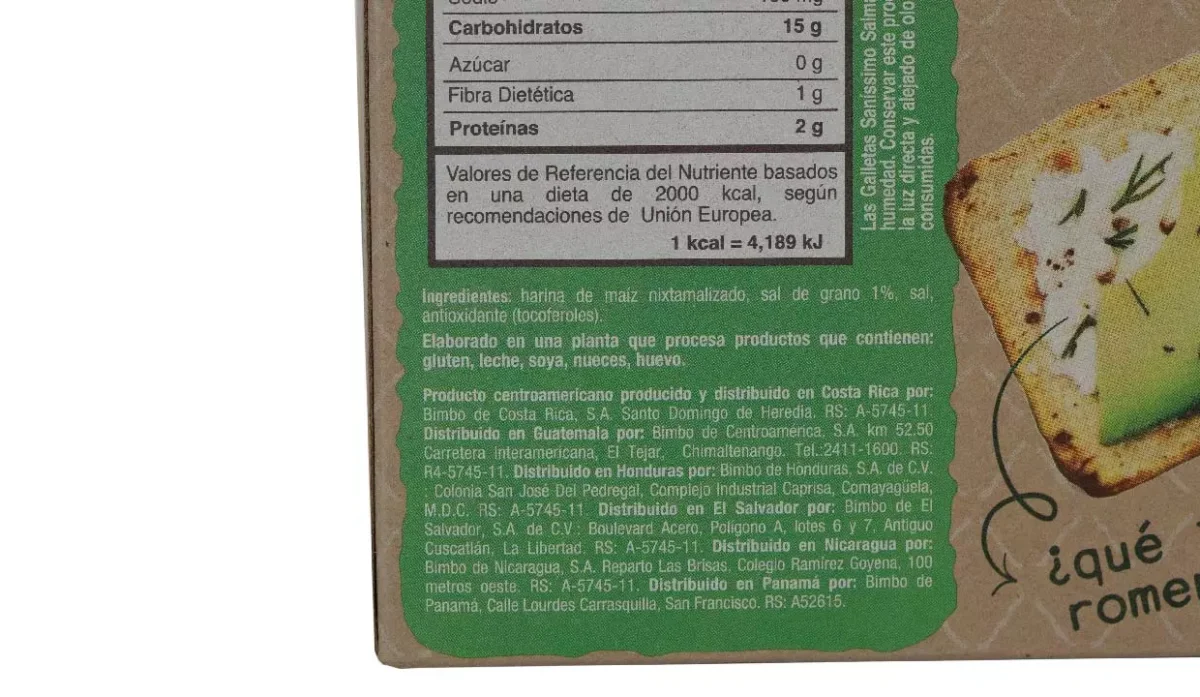 Carbohidratos 15 g
Azúcar 0 g
Fibra Dietética 1 g
Proteínas 2 g
Valores de Referencia del Nutriente basados
en una dieta de 2000 kcal, según
recomendaciones de Unión Europea.
1 kcal = 4,189 kJ
Ingredientes: harina de maíz nixtamalizado, sal de grano 1%, sal,
antioxidante (tocoferoles).
Elaborado en una planta que procesa productos que contienen:
gluten, leche, soya, nueces, huevo.
Producto centroamericano producido y distribuido en Costa Rica por:
Bimbo de Costa Rica, S.A. Santo Domingo de Heredia. RS: A-5745-11.
Distribuido en Guatemala por: Bimbo de Centroamérica, S.A. km 52.50
Carretera Interamericana, El Tejar, Chimaltenango. Tel.:2411-1600. RS:
R4-5745-11. Distribuido en Honduras por: Bimbo de Honduras, S.A. de C.V.
: Colonia San José Del Pedregal, Complejo Industrial Caprisa, Comayagüela,
M.D.C. RS: A-5745-11. Distribuido en El Salvador por: Bimbo de El
Salvador, S.A. de C.V.: Boulevard Acero, Polígono A, lotes 6 y 7, Antiguo
Cuscatlán, La Libertad. RS: A-5745-11. Distribuido en Nicaragua por:
Bimbo de Nicaragua, S.A. Reparto Las Brisas, Colegio Ramírez Goyena, 100
metros oeste. RS: A-5745-11. Distribuido en Panamá por: Bimbo de
Panamá, Calle Lourdes Carrasquilla, San Francisco. RS: A52615.
Las Galletas Saníssimo
humedad. Conservar este
la luz directa y alejado de
consumidas.
¿qué